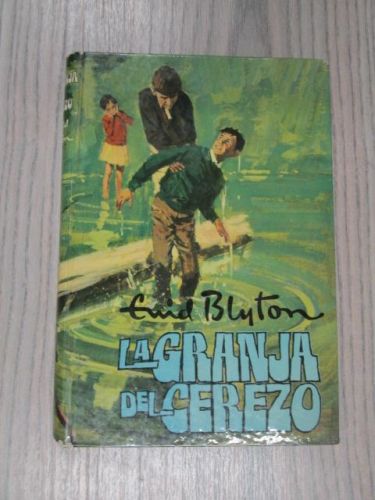 Enid Blyton
LA GRANJA
DEL CEREZO